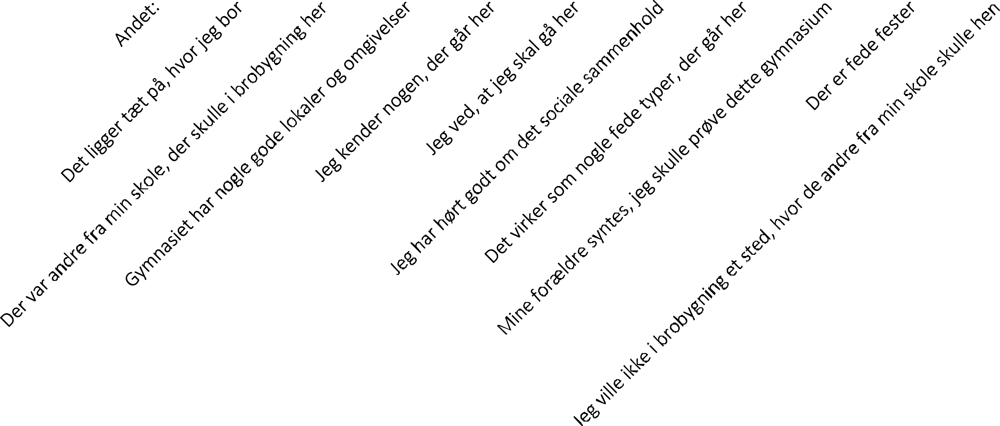 Andet:
Det ligger tæt på, hvor jeg bor
Der var andre fra min skole, der skulle i brobygning her
Gymnasiet har nogle gode lokaler og omgivelser
Jeg kender nogen, der går her
Jeg ved, at jeg skal gå her
Jeg har hørt godt om det sociale sammenhold
Det virker som nogle fede typer, der går her
Mine forældre syntes, jeg skulle prøve dette gymnasium
Der er fede fester
Jeg ville ikke i brobygning et sted, hvor de andre fra min skole skulle hen